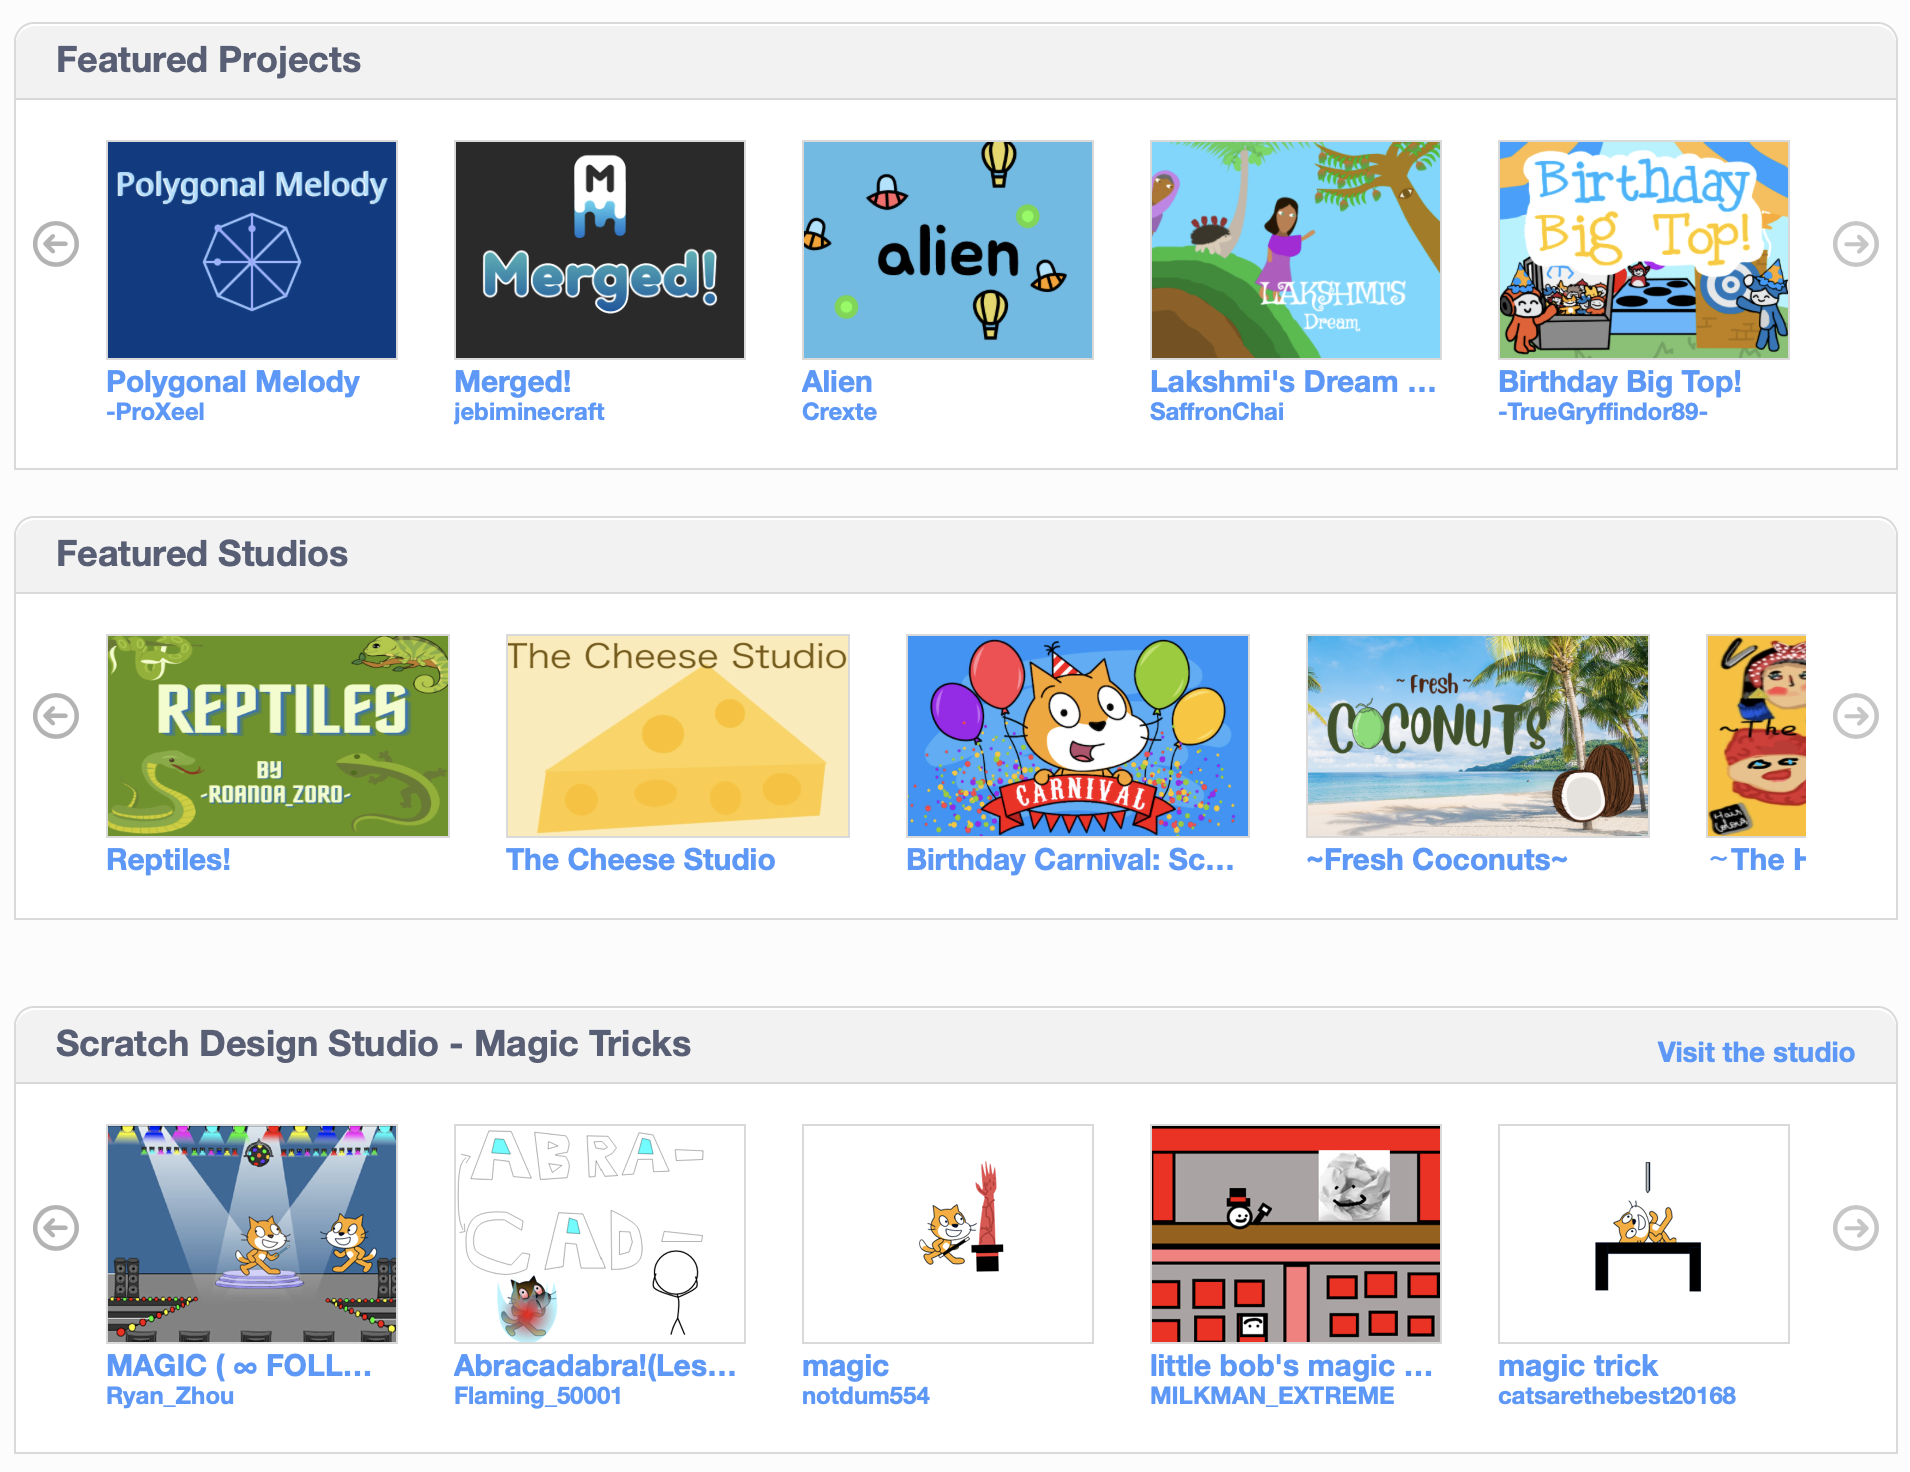 Featured Projects
Polygonal Melody
M
M
Merged!
alien
LAKSHMI'S
Dream
Birthday
Big Top!
Polygonal Melody
-ProXeel
Merged!
jebiminecraft
Alien
Crexte
Lakshmi's Dream ...
SaffronChai
Birthday Big Top!
-TrueGryffindor89-
Featured Studios
REPTILES
BY
-ROANOA_ZORO-
The Cheese Studio
CARNIVAL
~ Fresh ~
COCONUTS
~The
Reptiles!
The Cheese Studio
Birthday Carnival: Sc...
~Fresh Coconuts~
~The H
Scratch Design Studio - Magic Tricks
Visit the studio
ABRA-
CAD-
MAGIC ( ∞ FOLL...
Ryan_Zhou
Abracadabra!(Les...
Flaming_50001
magic
notdum554
little bob's magic ...
MILKMAN_EXTREME
magic trick
catsarethebest20168